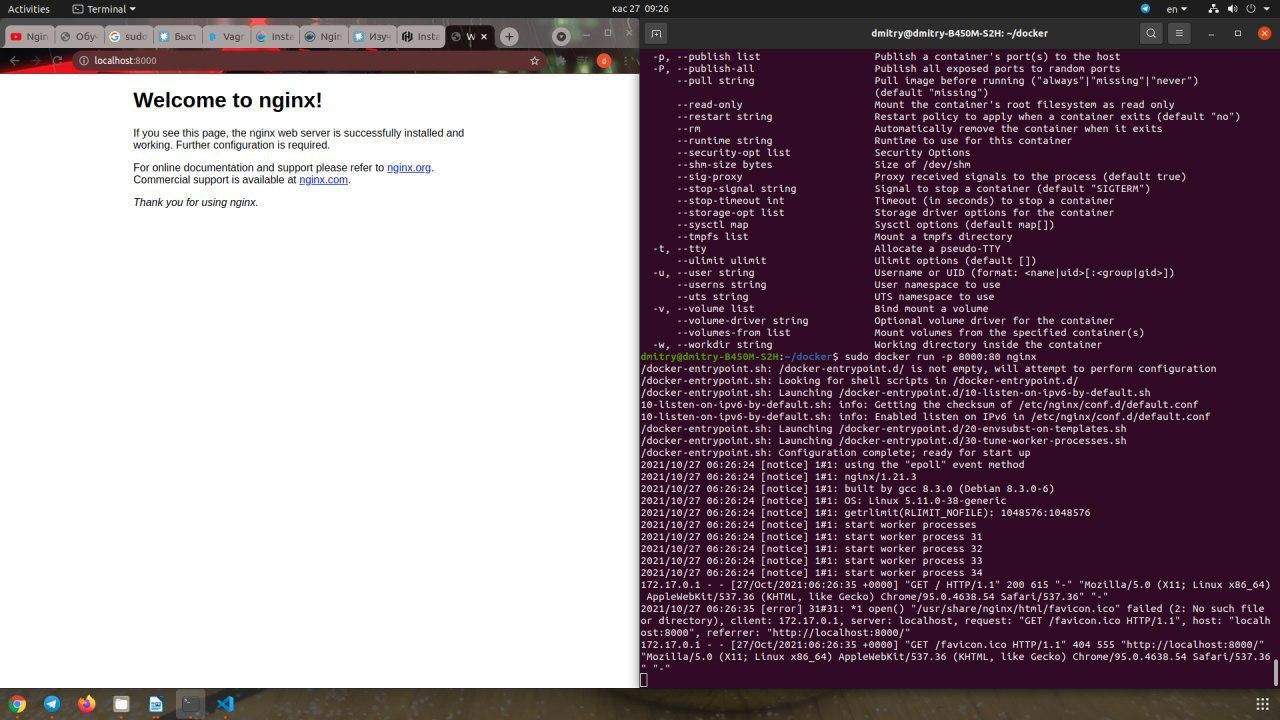 Activities
Terminal
кас 27 09:26
en
Ngin
Обуч
sudo
Быст
Vagr
Insta
Ngin
Изуч
Insta
W
dmitry@dmitry-B450M-S2H: ~/docker
localhost:8000
d
Welcome to nginx!
If you see this page, the nginx web server is successfully installed and
working. Further configuration is required.
For online documentation and support please refer to nginx.org.
Commercial support is available at nginx.com.
Thank you for using nginx.
-p, --publish list Publish a container's port(s) to the host
-P, --publish-all Publish all exposed ports to random ports
--pull string Pull image before running ("always"|"missing"|"never")
(default "missing")
--read-only Mount the container's root filesystem as read only
--restart string Restart policy to apply when a container exits (default "no")
--rm Automatically remove the container when it exits
--runtime string Runtime to use for this container
--security-opt list Security Options
--shm-size bytes Size of /dev/shm
--sig-proxy Proxy received signals to the process (default true)
--stop-signal string Signal to stop a container (default "SIGTERM")
--stop-timeout int Timeout (in seconds) to stop a container
--storage-opt list Storage driver options for the container
--sysctl map Sysctl options (default map[])
--tmpfs list Mount a tmpfs directory
-t, --tty Allocate a pseudo-TTY
--ulimit ulimit Ulimit options (default [])
-u, --user string Username or UID (format: <name|uid>[:<group|gid>])
--userns string User namespace to use
--uts string UTS namespace to use
-v, --volume list Bind mount a volume
--volume-driver string Optional volume driver for the container
--volumes-from list Mount volumes from the specified container(s)
-w, --workdir string Working directory inside the container
dmitry@dmitry-B450M-S2H:~/docker$ sudo docker run -p 8000:80 nginx
/docker-entrypoint.sh: /docker-entrypoint.d/ is not empty, will attempt to perform configuration
/docker-entrypoint.sh: Looking for shell scripts in /docker-entrypoint.d/
/docker-entrypoint.sh: Launching /docker-entrypoint.d/10-listen-on-ipv6-by-default.sh
10-listen-on-ipv6-by-default.sh: info: Getting the checksum of /etc/nginx/conf.d/default.conf
10-listen-on-ipv6-by-default.sh: info: Enabled listen on IPv6 in /etc/nginx/conf.d/default.conf
/docker-entrypoint.sh: Launching /docker-entrypoint.d/20-envsubst-on-templates.sh
/docker-entrypoint.sh: Launching /docker-entrypoint.d/30-tune-worker-processes.sh
/docker-entrypoint.sh: Configuration complete; ready for start up
2021/10/27 06:26:24 [notice] 1#1: using the "epoll" event method
2021/10/27 06:26:24 [notice] 1#1: nginx/1.21.3
2021/10/27 06:26:24 [notice] 1#1: built by gcc 8.3.0 (Debian 8.3.0-6)
2021/10/27 06:26:24 [notice] 1#1: OS: Linux 5.11.0-38-generic
2021/10/27 06:26:24 [notice] 1#1: getrlimit(RLIMIT_NOFILE): 1048576:1048576
2021/10/27 06:26:24 [notice] 1#1: start worker processes
2021/10/27 06:26:24 [notice] 1#1: start worker process 31
2021/10/27 06:26:24 [notice] 1#1: start worker process 32
2021/10/27 06:26:24 [notice] 1#1: start worker process 33
2021/10/27 06:26:24 [notice] 1#1: start worker process 34
172.17.0.1 - - [27/Oct/2021:06:26:35 +0000] "GET / HTTP/1.1" 200 615 "-" "Mozilla/5.0 (X11; Linux x86_64)
AppleWebKit/537.36 (KHTML, like Gecko) Chrome/95.0.4638.54 Safari/537.36" "-"
2021/10/27 06:26:35 [error] 31#31: *1 open() "/usr/share/nginx/html/favicon.ico" failed (2: No such file
or directory), client: 172.17.0.1, server: localhost, request: "GET /favicon.ico HTTP/1.1", host: "localh
ost:8000", referrer: "http://localhost:8000/"
172.17.0.1 - - [27/Oct/2021:06:26:35 +0000] "GET /favicon.ico HTTP/1.1" 404 555 "http://localhost:8000/"
"Mozilla/5.0 (X11; Linux x86_64) AppleWebKit/537.36 (KHTML, like Gecko) Chrome/95.0.4638.54 Safari/537.36
" "-"